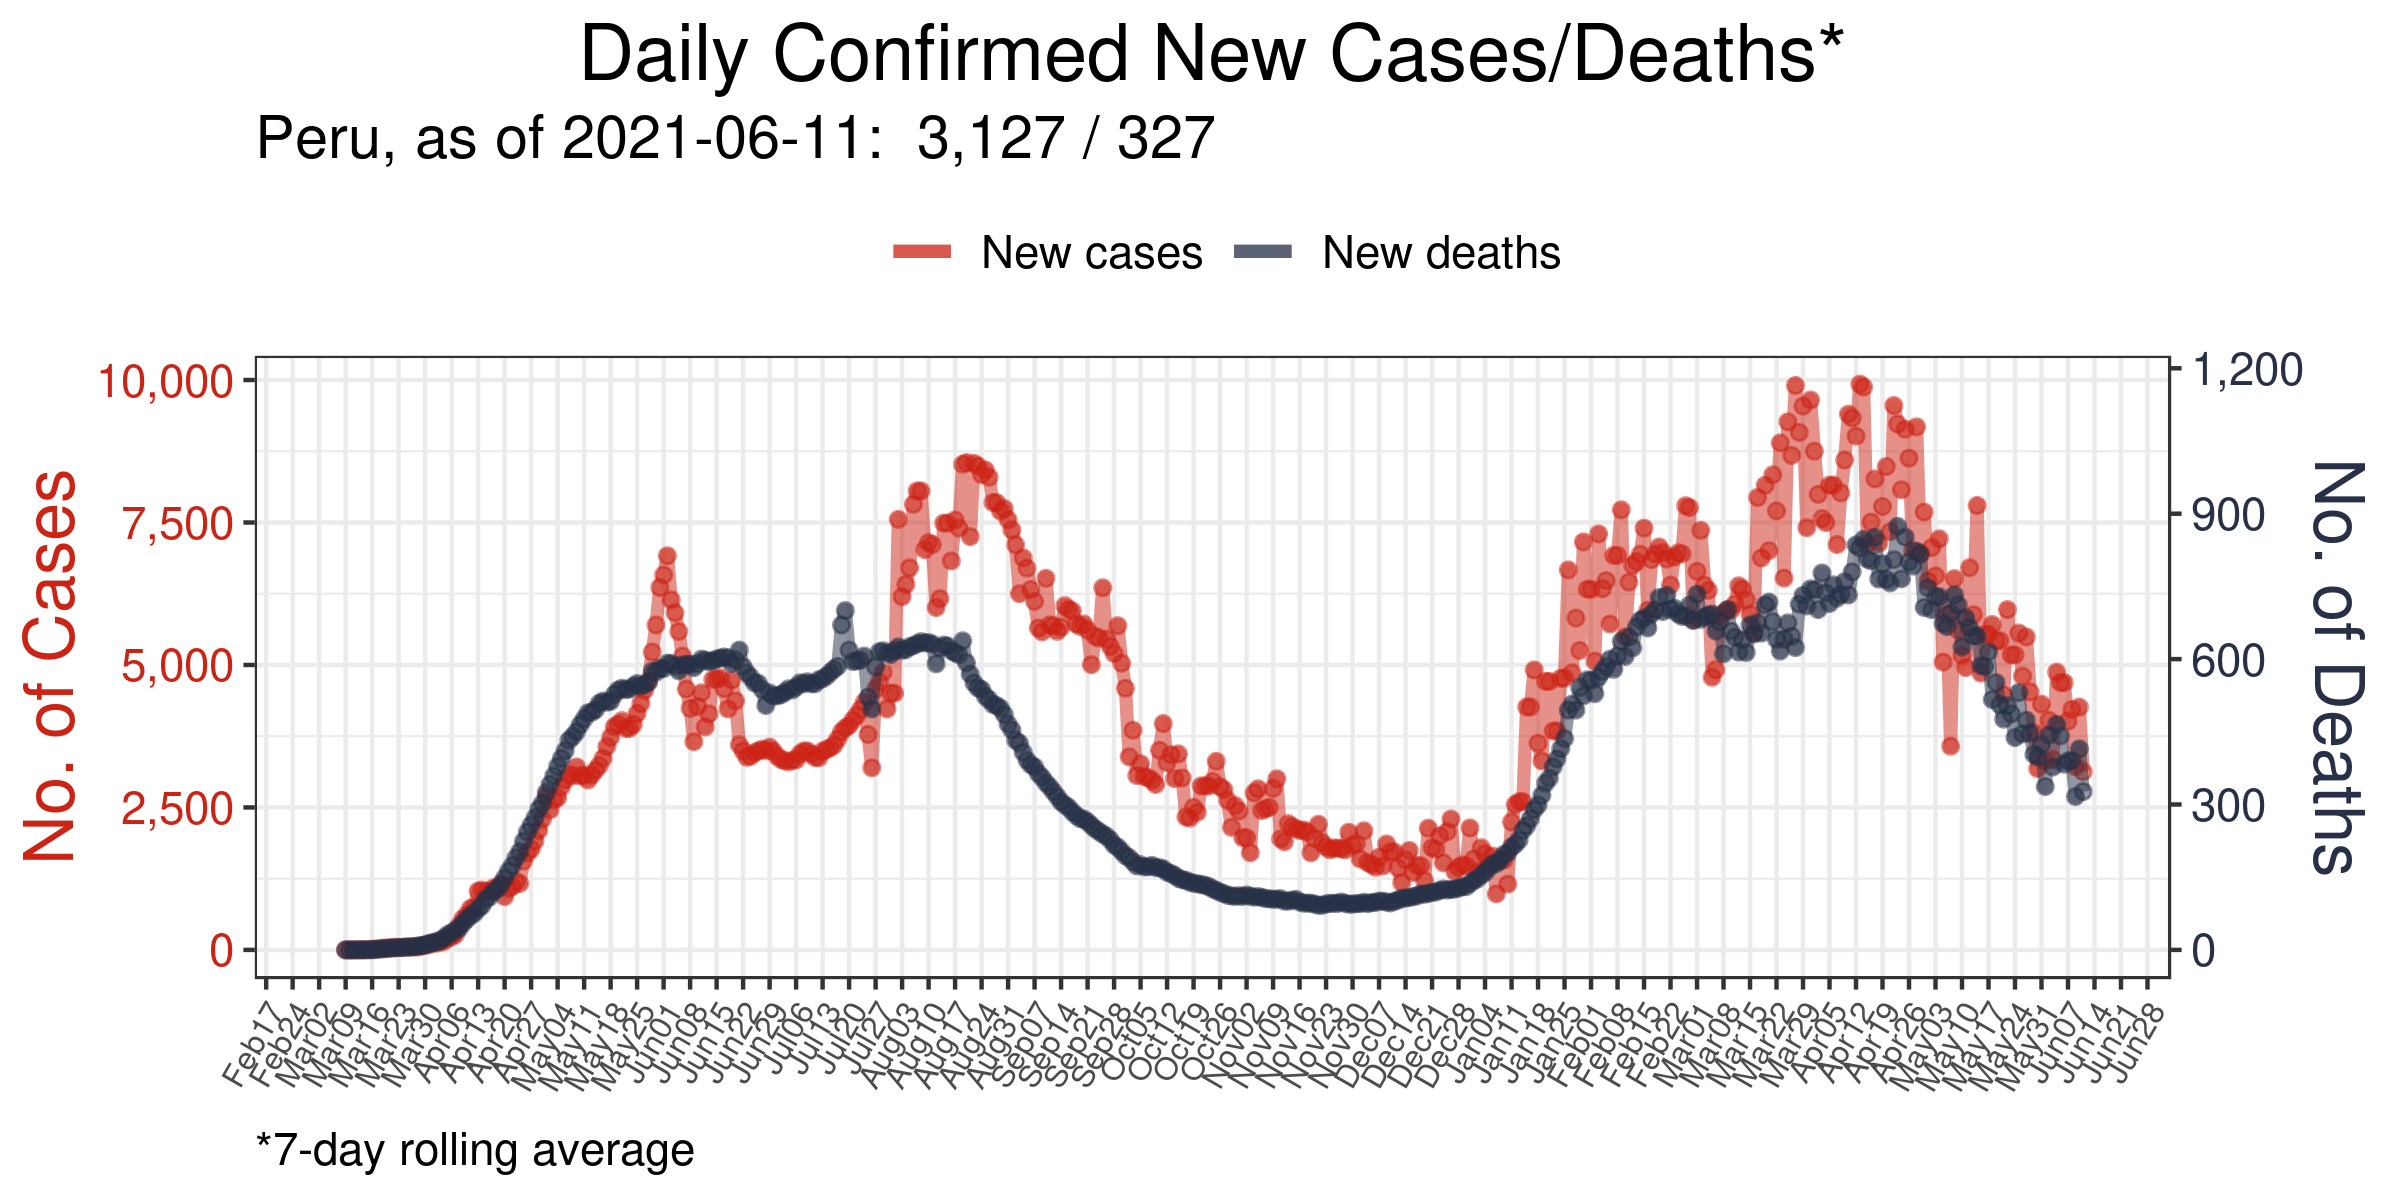 Daily Confirmed New Cases/Deaths*
Peru, as of 2021-06-11:  3,127 / 327
New cases
New deaths
No. of Cases
10,000
7,500
5,000
2,500
0
1,200
900
600
300
0
No. of Deaths
Feb17
Feb24
Mar02
Mar09
Mar16
Mar23
Mar30
Apr06
Apr13
Apr20
Apr27
May04
May11
May18
May25
Jun01
Jun08
Jun15
Jun22
Jun29
Jul06
Jul13
Jul20
Jul27
Aug03
Aug10
Aug17
Aug24
Aug31
Sep07
Sep14
Sep21
Sep28
Oct05
Oct12
Oct19
Oct26
Nov02
Nov09
Nov16
Nov23
Nov30
Dec07
Dec14
Dec21
Dec28
Jan04
Jan11
Jan18
Jan25
Feb01
Feb08
Feb15
Feb22
Mar01
Mar08
Mar15
Mar22
Mar29
Apr05
Apr12
Apr19
Apr26
May03
May10
May17
May24
May31
Jun07
Jun14
Jun21
Jun28
*7-day rolling average